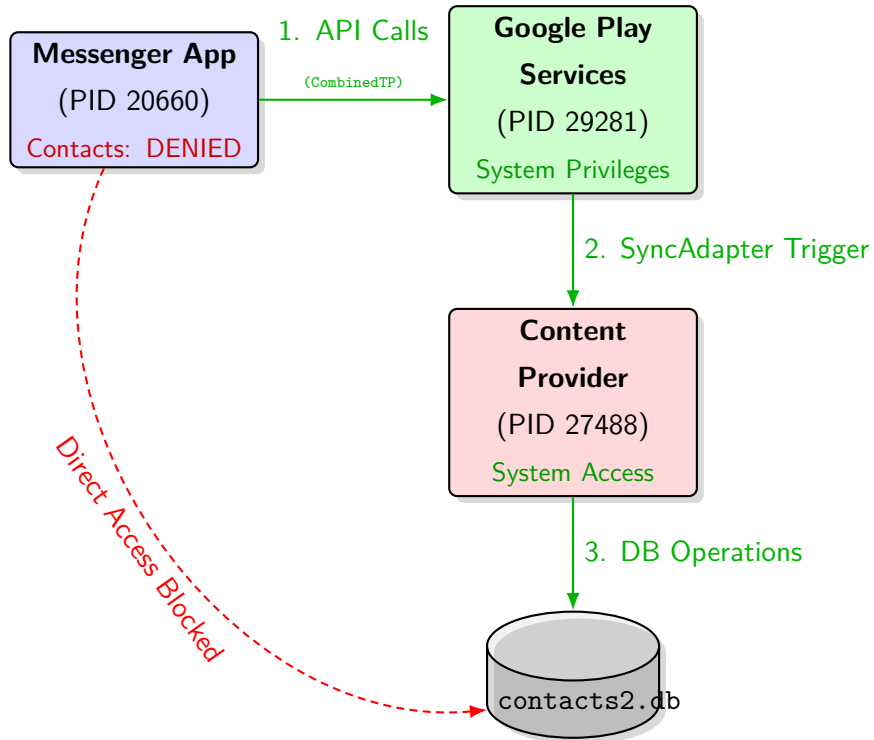 Messenger App
(PID 20660)
Contacts: DENIED
1. API Calls
(CombinedTP)
Google Play
Services
(PID 29281)
System Privileges
2. SyncAdapter Trigger
Content
Provider
(PID 27488)
System Access
Direct Access Blocked
3. DB Operations
contacts2.db